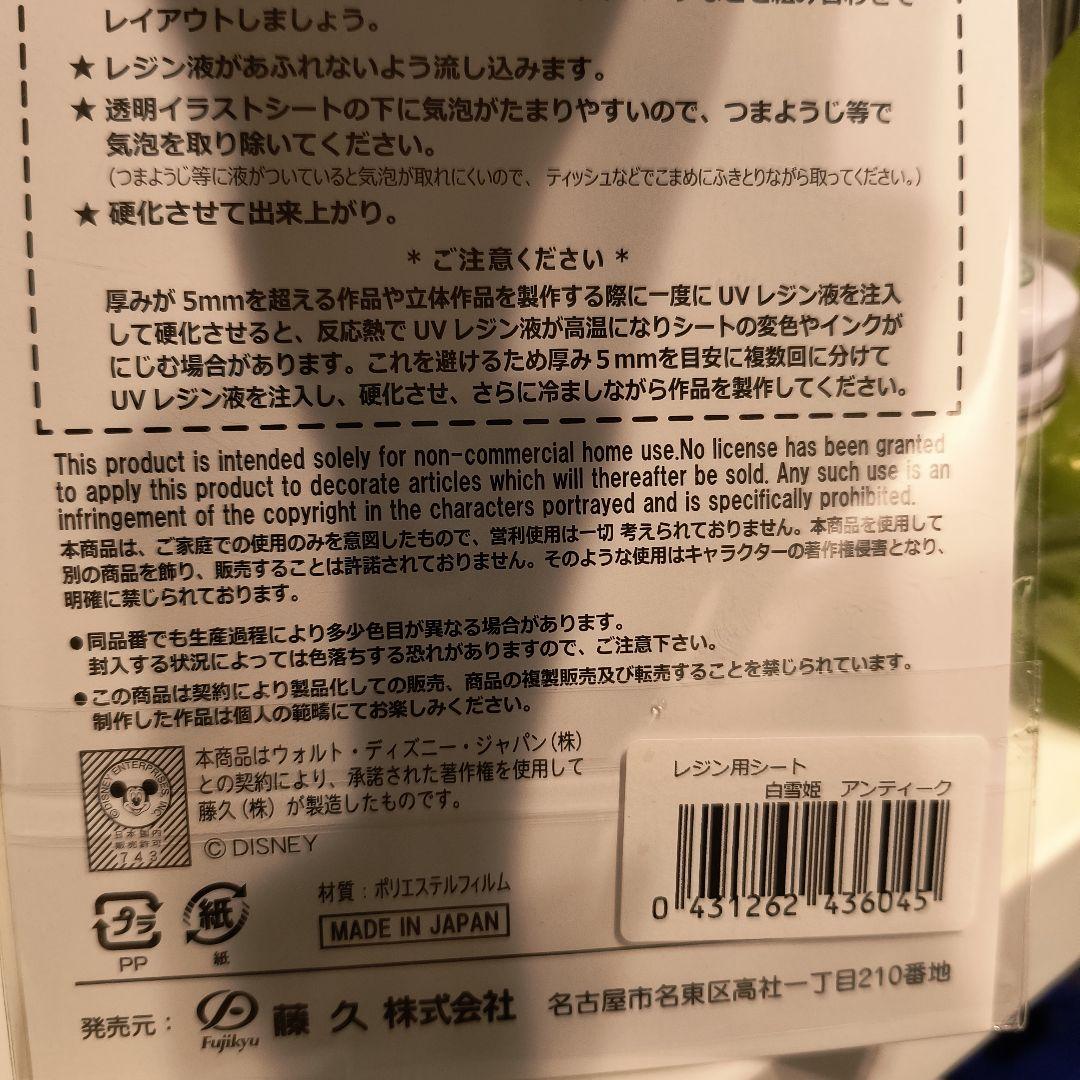 レイアウトしましょう。
★ レジン液があふれないよう流し込みます。
★ 透明イラストシートの下に気泡がたまりやすいので、つまようじ等で
気泡を取り除いてください。
(つまようじ等に液がついていると気泡が取れにくいので、ティッシュなどでこまめにふきとりながら取ってください。)
★ 硬化させて出来上がり。
* ご注意ください *
厚みが 5mmを超える作品や立体作品を製作する際に一度に UV レジン液を注入
して硬化させると、反応熱で UV レジン液が高温になりシートの変色やインクが
にじむ場合があります。これを避けるため厚み 5 mmを目安に複数回に分けて
UV レジン液を注入し、硬化させ、さらに冷ましながら作品を製作してください。
This product is intended solely for non-commercial home use.No license has been granted
to apply this product to decorate articles which will thereafter be sold. Any such use is an
infringement of the copyright in the characters portrayed and is specifically prohibited.
本商品は、ご家庭での使用のみを意図したもので、営利使用は一切 考えられておりません。本商品を使用して
別の商品を飾り、販売することは許諾されておりません。そのような使用はキャラクターの著作権侵害となり、
明確に禁じられております。
●同品番でも生産過程により多少色目が異なる場合があります。
封入する状況によっては色落ちする恐れがありますので、ご注意下さい。
●この商品は契約により製品化しての販売、商品の複製販売及び転売することを禁じられています。
制作した作品は個人の範疇にてお楽しみください。
©DISNEY ENTERPRISES, INC.
日本国内
販売許可
743
本商品はウォルト・ディズニー・ジャパン(株)
との契約により、承諾された著作権を使用して
藤久(株)が製造したものです。
© DISNEY
レジン用シート
白雪姫 アンティーク
0 431262 436045
プラ
PP
紙
紙
材質:ポリエステルフィルム
MADE IN JAPAN
発売元: Fujikyu 藤久 株式会社 名古屋市名東区高社一丁目210番地